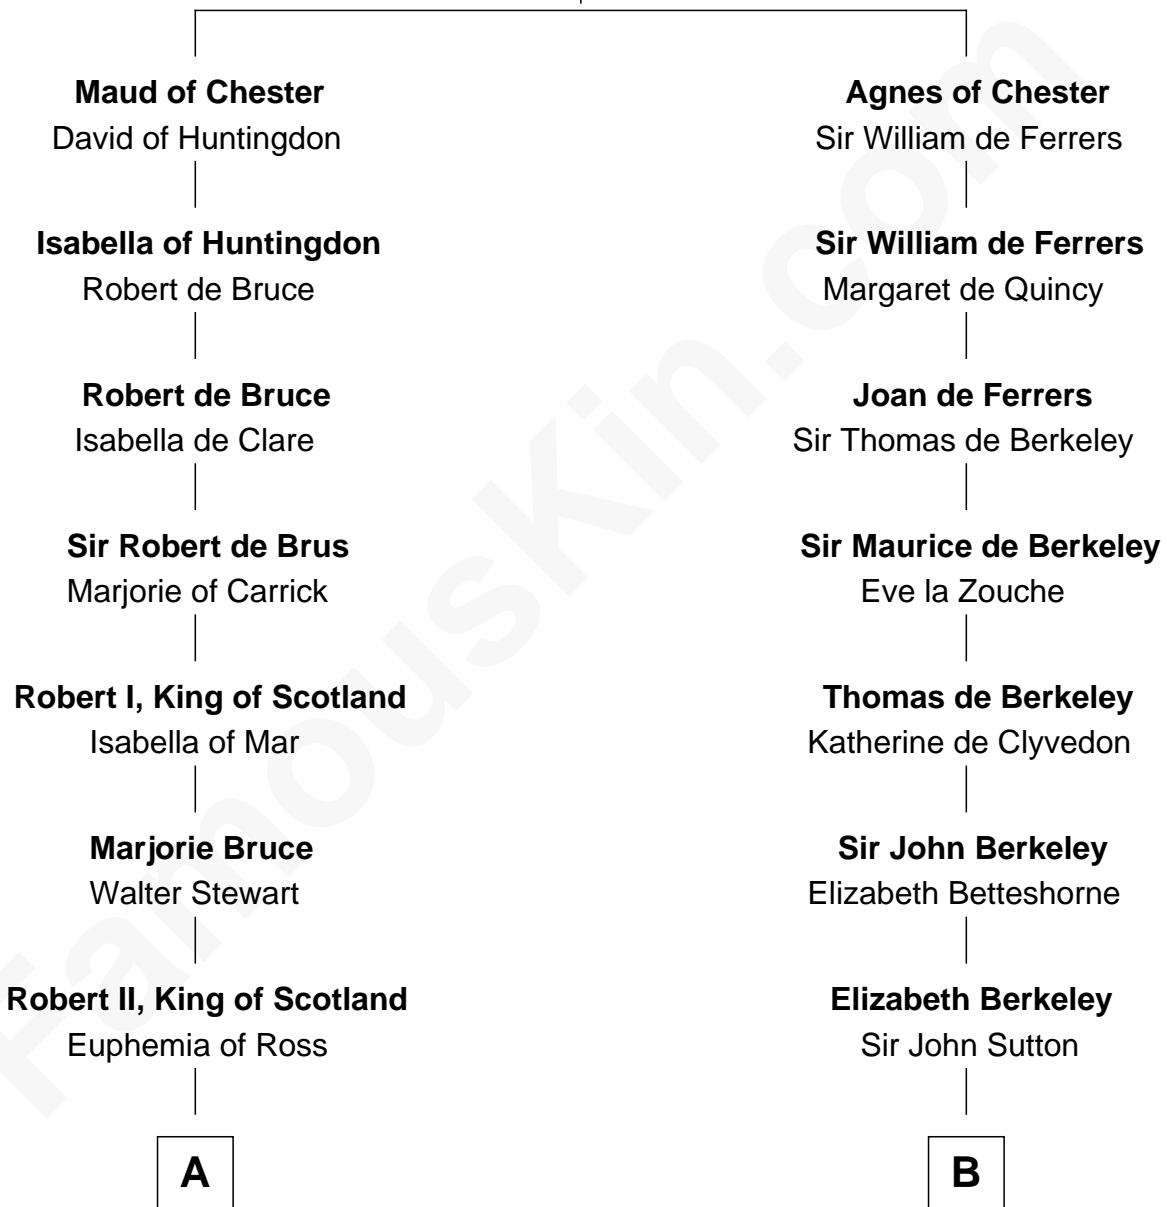 Maud of Chester
David of Huntingdon
Isabella of Huntingdon
Robert de Bruce
Robert de Bruce
Isabella de Clare
Sir Robert de Brus
Marjorie of Carrick
Robert I, King of Scotland
Isabella of Mar
Marjorie Bruce
Walter Stewart
Robert II, King of Scotland
Euphemia of Ross
A
Agnes of Chester
Sir William de Ferrers
Sir William de Ferrers
Margaret de Quincy
Joan de Ferrers
Sir Thomas de Berkeley
Sir Maurice de Berkeley
Eve la Zouche
Thomas de Berkeley
Katherine de Clyvedon
Sir John Berkeley
Elizabeth Betteshorne
Elizabeth Berkeley
Sir John Sutton
B
FamousKin.com